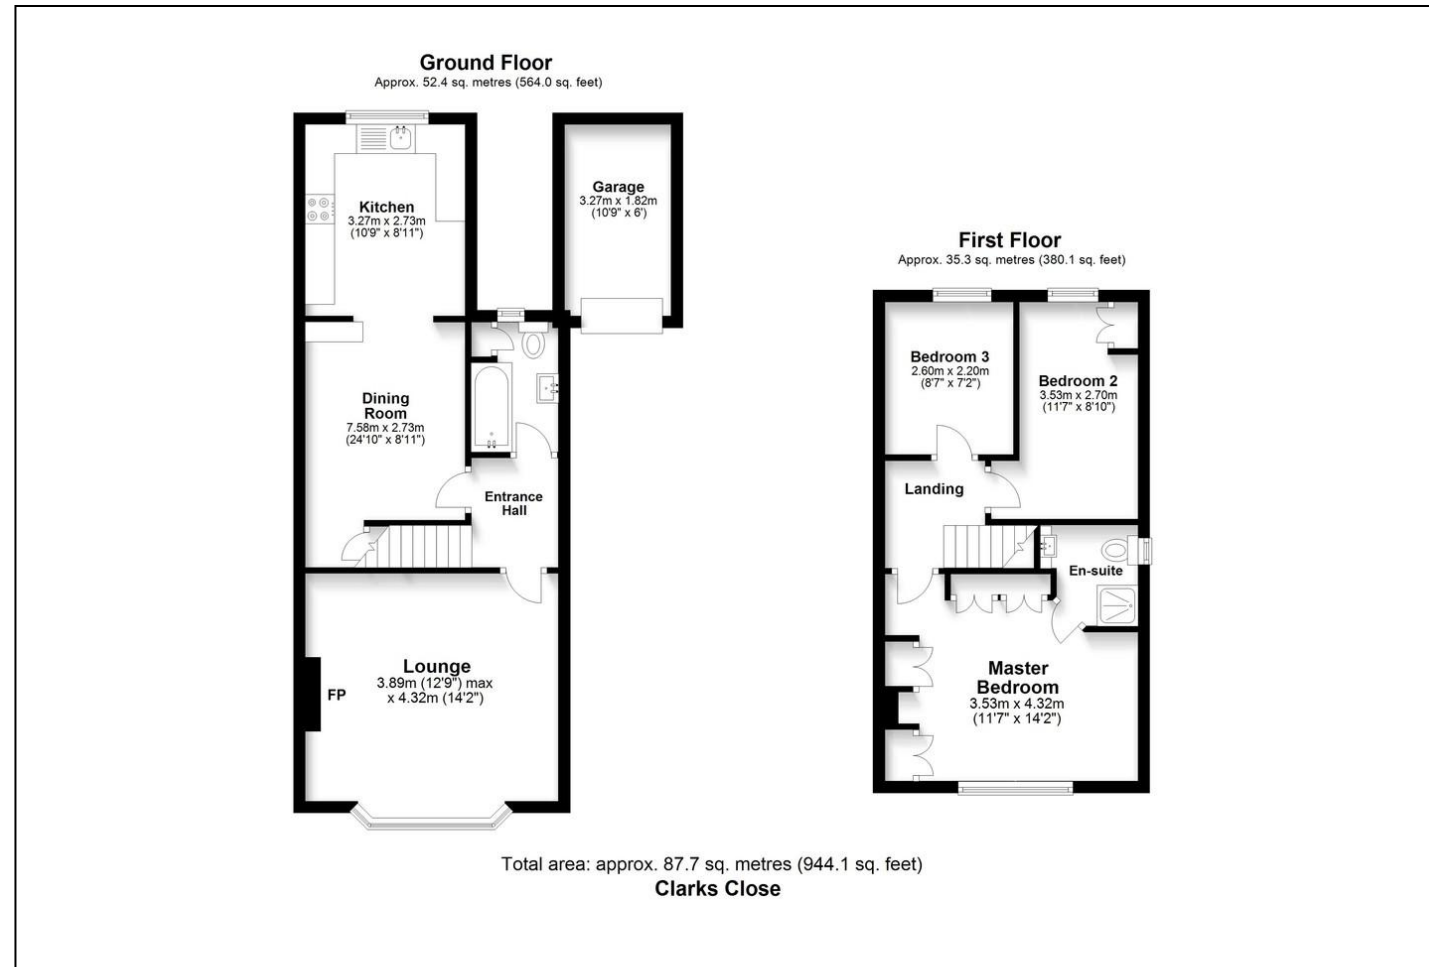 Ground Floor
Approx. 52.4 sq. metres (564.0 sq. feet)
Kitchen
3.27m x 2.73m
(10'9" x 8'11")
Garage
3.27m x 1.82m
(10'9" x 6')
Dining
Room
7.58m x 2.73m
(24'10" x 8'11")
Entrance
Hall
Lounge
3.89m (12'9") max
x 4.32m (14'2")
FP
First Floor
Approx. 35.3 sq. metres (380.1 sq. feet)
Bedroom 3
2.60m x 2.20m
(8'7" x 7'2")
Bedroom 2
3.53m x 2.70m
(11'7" x 8'10")
Landing
En-suite
Master
Bedroom
3.53m x 4.32m
(11'7" x 14'2")
Total area: approx. 87.7 sq. metres (944.1 sq. feet)
Clarks Close